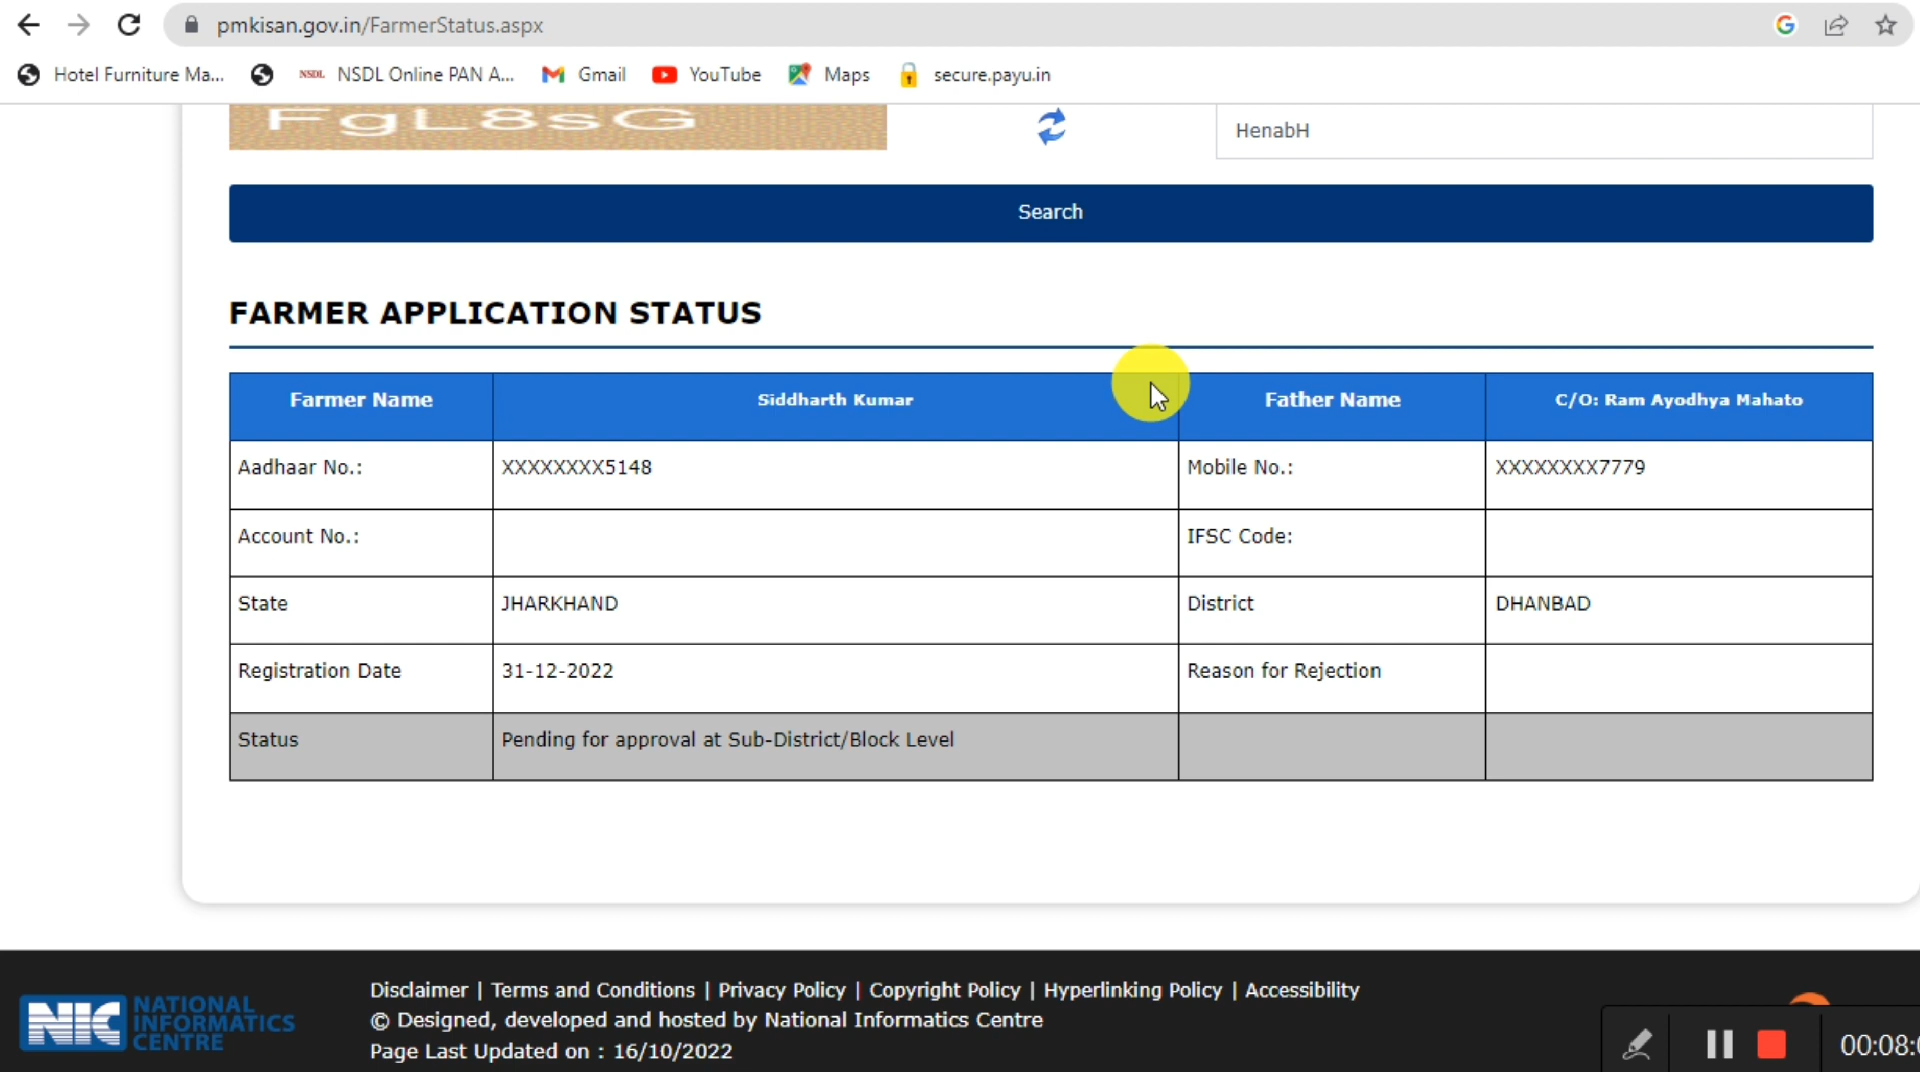 pmkisan.gov.in/FarmerStatus.aspx
Hotel Furniture Ma... NSDL NSDL Online PAN A... Gmail YouTube Maps secure.payu.in
FgL8sG HenabH
Search
FARMER APPLICATION STATUS
Farmer Name Siddharth Kumar Father Name C/O: Ram Ayodhya Mahato
Aadhaar No.: XXXXXXXX5148 Mobile No.: XXXXXXXX7779
Account No.: IFSC Code:
State JHARKHAND District DHANBAD
Registration Date 31-12-2022 Reason for Rejection
Status Pending for approval at Sub-District/Block Level
NIC NATIONAL
INFORMATICS
CENTRE
Disclaimer | Terms and Conditions | Privacy Policy | Copyright Policy | Hyperlinking Policy | Accessibility
© Designed, developed and hosted by National Informatics Centre
Page Last Updated on : 16/10/2022
00:08: